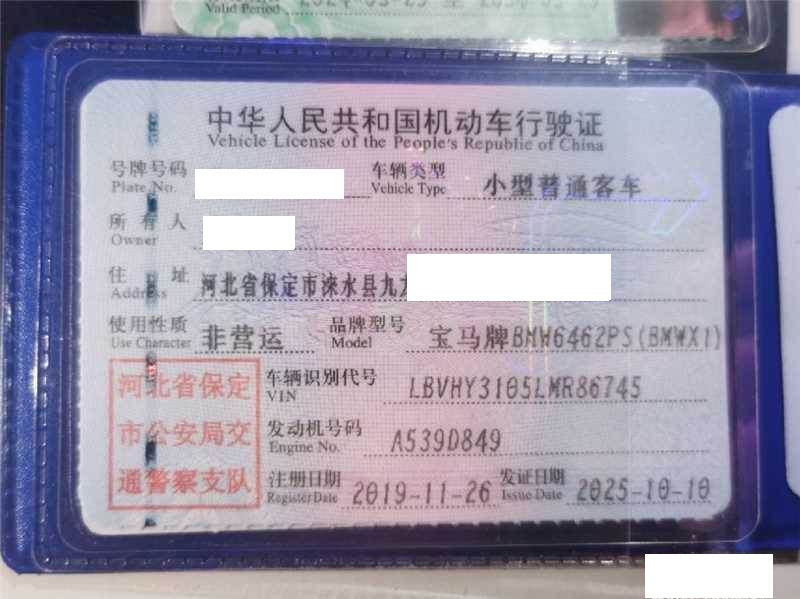 Valid Period
中华人民共和国机动车行驶证
Vehicle License of the People's Republic of China
号牌号码
Plate No.
车辆类型 小型普通客车
Vehicle Type
所有人
Owner
住址 河北省保定市涞水县九龙
Address
使用性质 非营运
Use Character
品牌型号 宝马牌BMW6462PS(BMWX1)
Model
河北省保定
市公安局交
通警察支队
车辆识别代号 LBVHY3105LMR86745
VIN
发动机号码 A539D849
Engine No.
注册日期 2019-11-26
Register Date
发证日期 2025-10-10
Issue Date